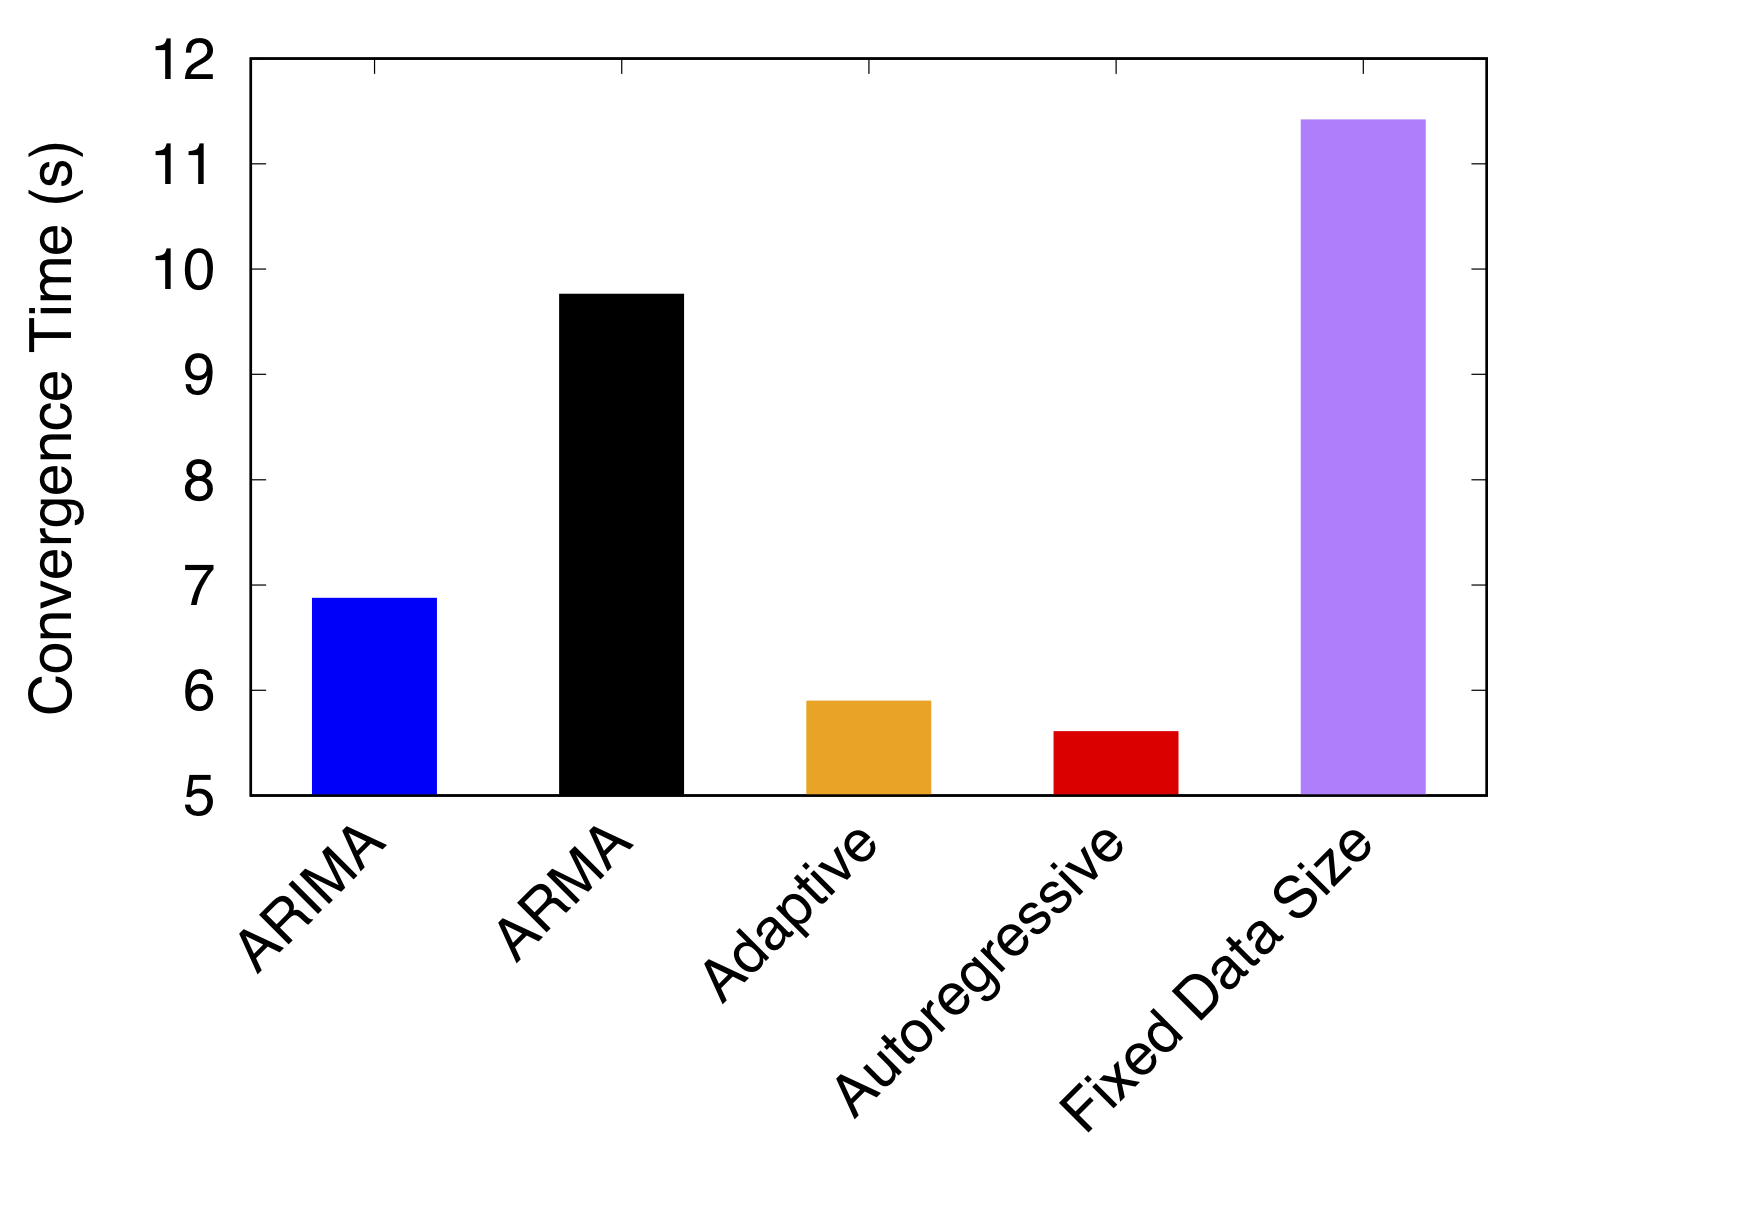 Convergence Time (s)
12
11
10
9
8
7
6
5
ARIMA
ARMA
Adaptive
Autoregressive
Fixed Data Size